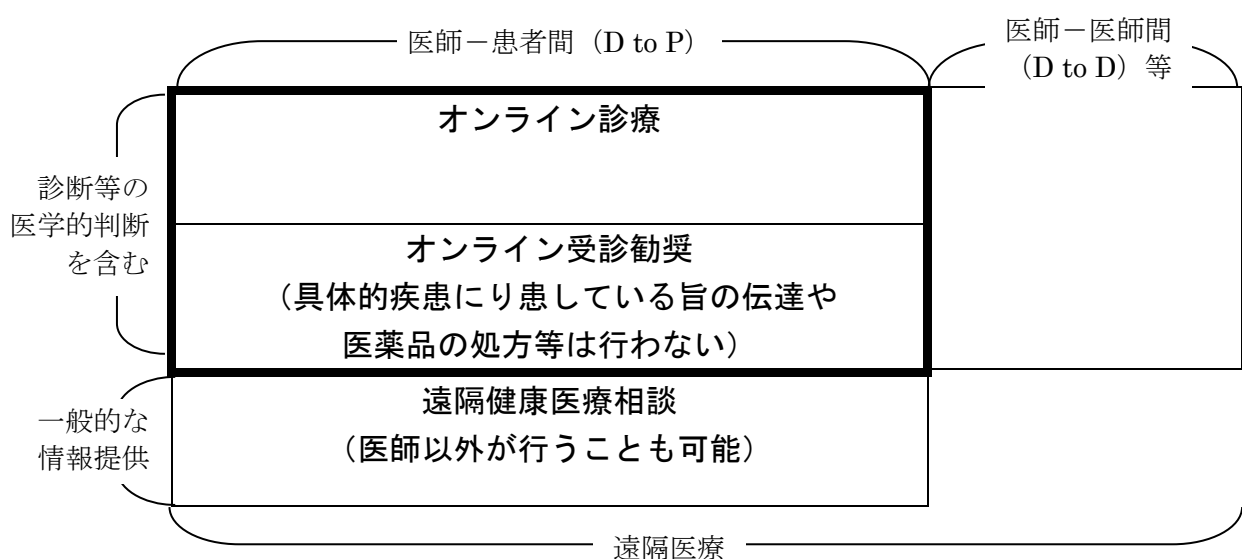 医師－患者間（D to P）
医師－医師間
（D to D）等
診断等の
医学的判断
を含む
オンライン診療
オンライン受診勧奨
（具体的疾患にり患している旨の伝達や
医薬品の処方等は行わない）
一般的な
情報提供
遠隔健康医療相談
（医師以外が行うことも可能）
遠隔医療